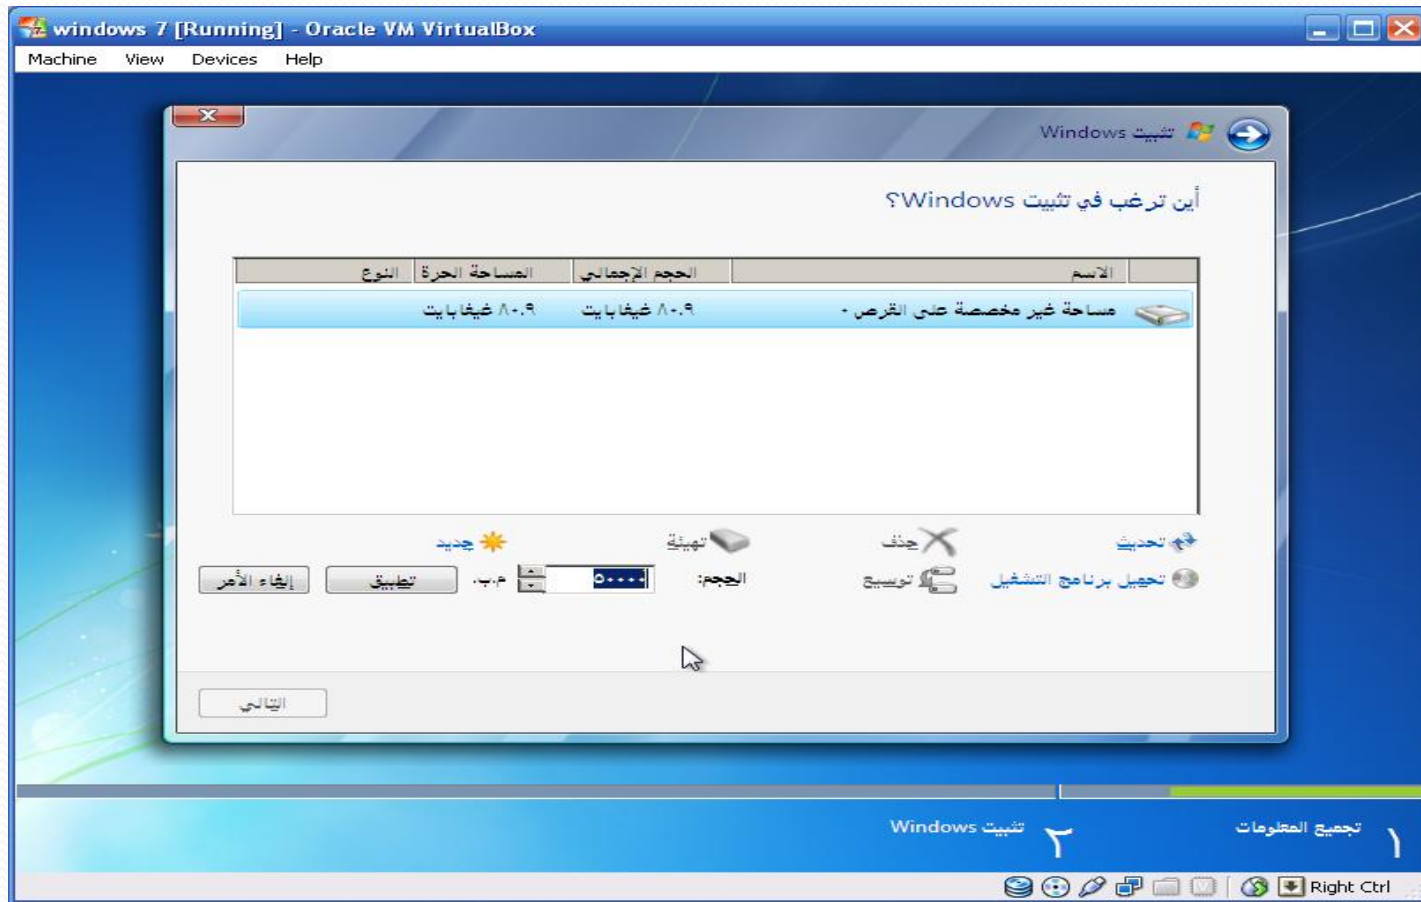 windows 7 [Running] - Oracle VM VirtualBox
Machine View Devices Help
تثبيت Windows
أين ترغب في تثبيت Windows؟
الاسم الحجم الإجمالي المساحة الحرة النوع
مساحة غير مخصصة على القرص ٠ ٨٠.٩ غيغابايت ٨٠.٩ غيغابايت
تحديث حذف تهيئة جديد
تحميل برنامج التشغيل توسيع الحجم: ٥٠٠٠٠ م.ب. تطبيق إلغاء الأمر
التالي
١ تجميع المعلومات ٢ تثبيت Windows
Right Ctrl